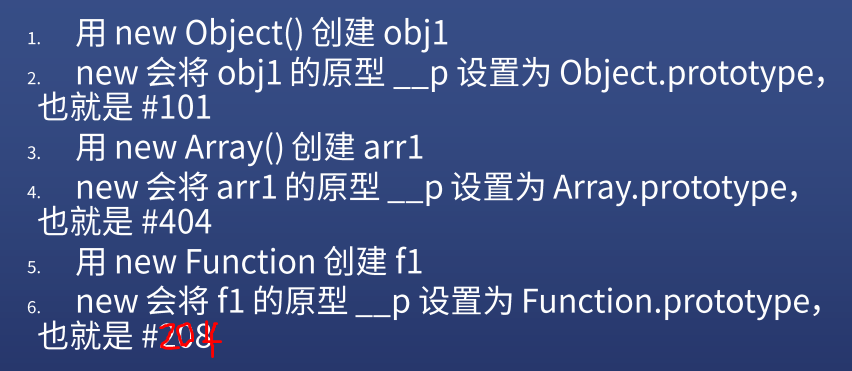 1. 用 new Object() 创建 obj1
2. new 会将 obj1 的原型 __p 设置为 Object.prototype，
也就是 #101
3. 用 new Array() 创建 arr1
4. new 会将 arr1 的原型 __p 设置为 Array.prototype，
也就是 #404
5. 用 new Function 创建 f1
6. new 会将 f1 的原型 __p 设置为 Function.prototype，
也就是 #208 204